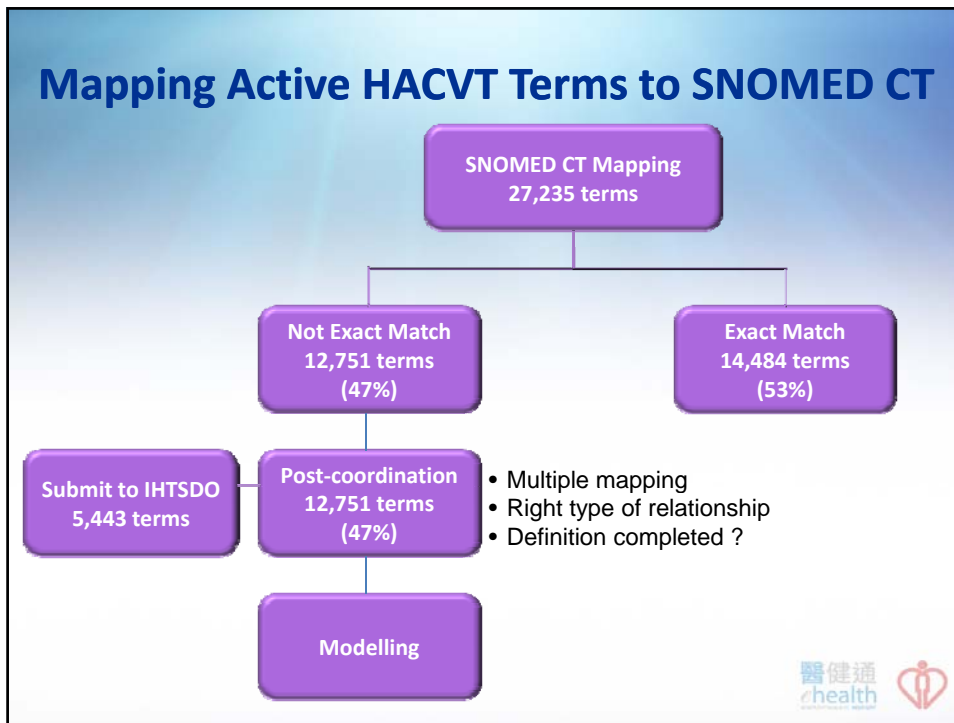 Mapping Active HACVT Terms to SNOMED CT
SNOMED CT Mapping
27,235 terms
Not Exact Match
12,751 terms
(47%)
Exact Match
14,484 terms
(53%)
Submit to IHTSDO
5,443 terms
Post-coordination
12,751 terms
(47%)
• Multiple mapping
• Right type of relationship
• Definition completed ?
Modelling
醫健通
ehealth